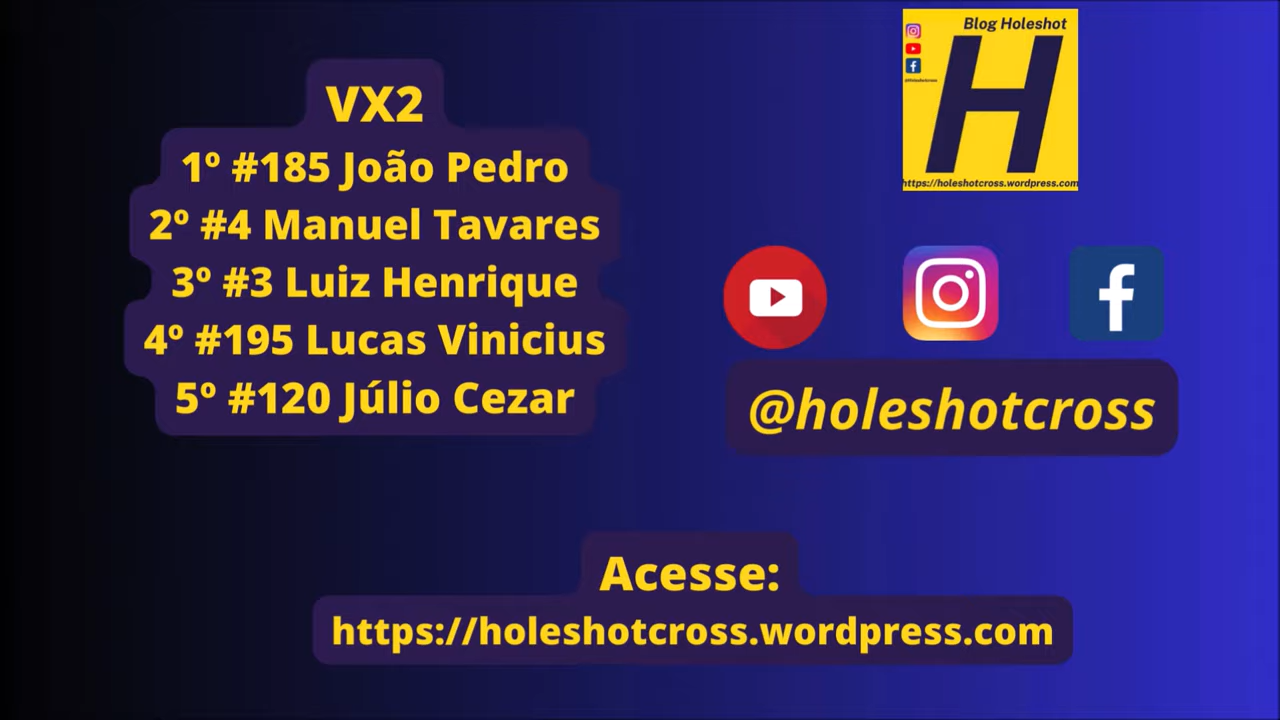 VX2
1º #185 João Pedro
2º #4 Manuel Tavares
3º #3 Luiz Henrique
4º #195 Lucas Vinicius
5º #120 Júlio Cezar
Blog Holeshot
@holeshotcross
H
https://holeshotcross.wordpress.com
@holeshotcross
Acesse:
https://holeshotcross.wordpress.com